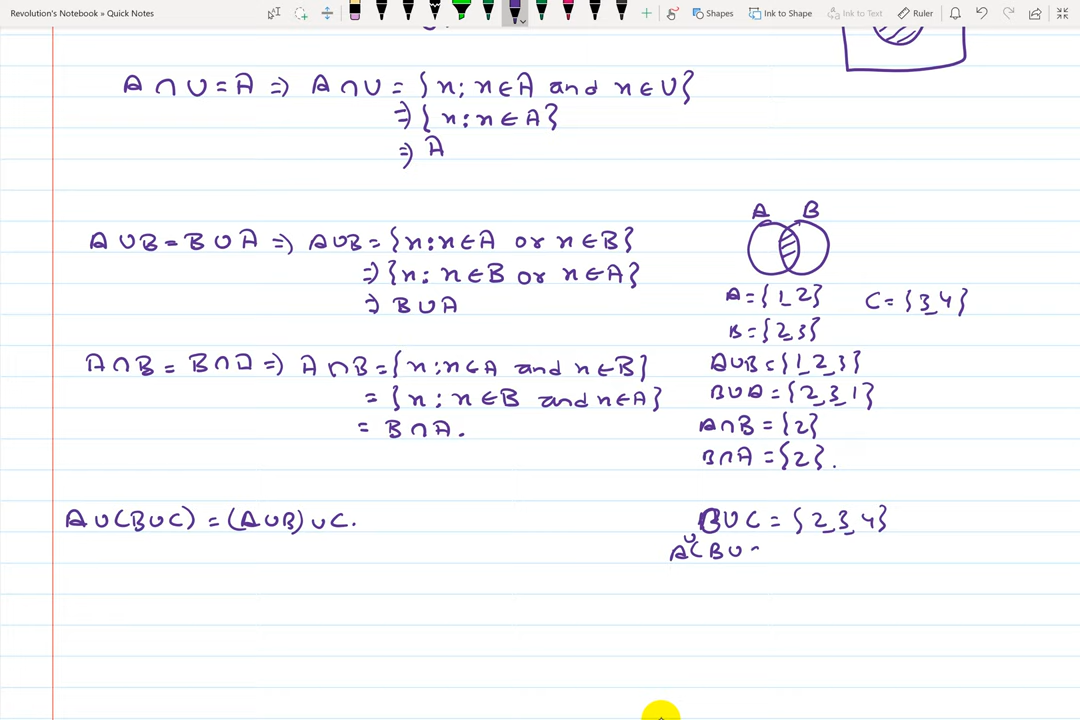 Revolution's Notebook » Quick Notes
Shapes
Ink to Shape
Ink to Text
Ruler
A ∩ U = A ⇒ A ∩ U = {n; n ∈ A and n ∈ U}
⇒ {n : n ∈ A}
⇒ A
A ∪ B = B ∪ A ⇒ A ∪ B = {n : n ∈ A or n ∈ B}
⇒ {n : n ∈ B or n ∈ A}
⇒ B ∪ A
A ∩ B = B ∩ A ⇒ A ∩ B = {n : n ∈ A and n ∈ B}
= {n : n ∈ B and n ∈ A}
= B ∩ A.
A ∪ (B ∪ C) = (A ∪ B) ∪ C.
A B
A = {1, 2} C = {3, 4}
B = {2, 3}
A ∪ B = {1, 2, 3}
B ∪ A = {2, 3, 1}
A ∩ B = {2}
B ∩ A = {2}.
B ∪ C = {2, 3, 4}
A ∪ (B ∪